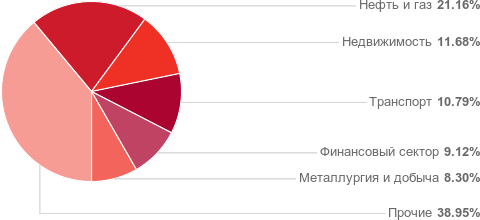 Нефть и газ 21.16%
Недвижимость 11.68%
Транспорт 10.79%
Финансовый сектор 9.12%
Металлургия и добыча 8.30%
Прочие 38.95%